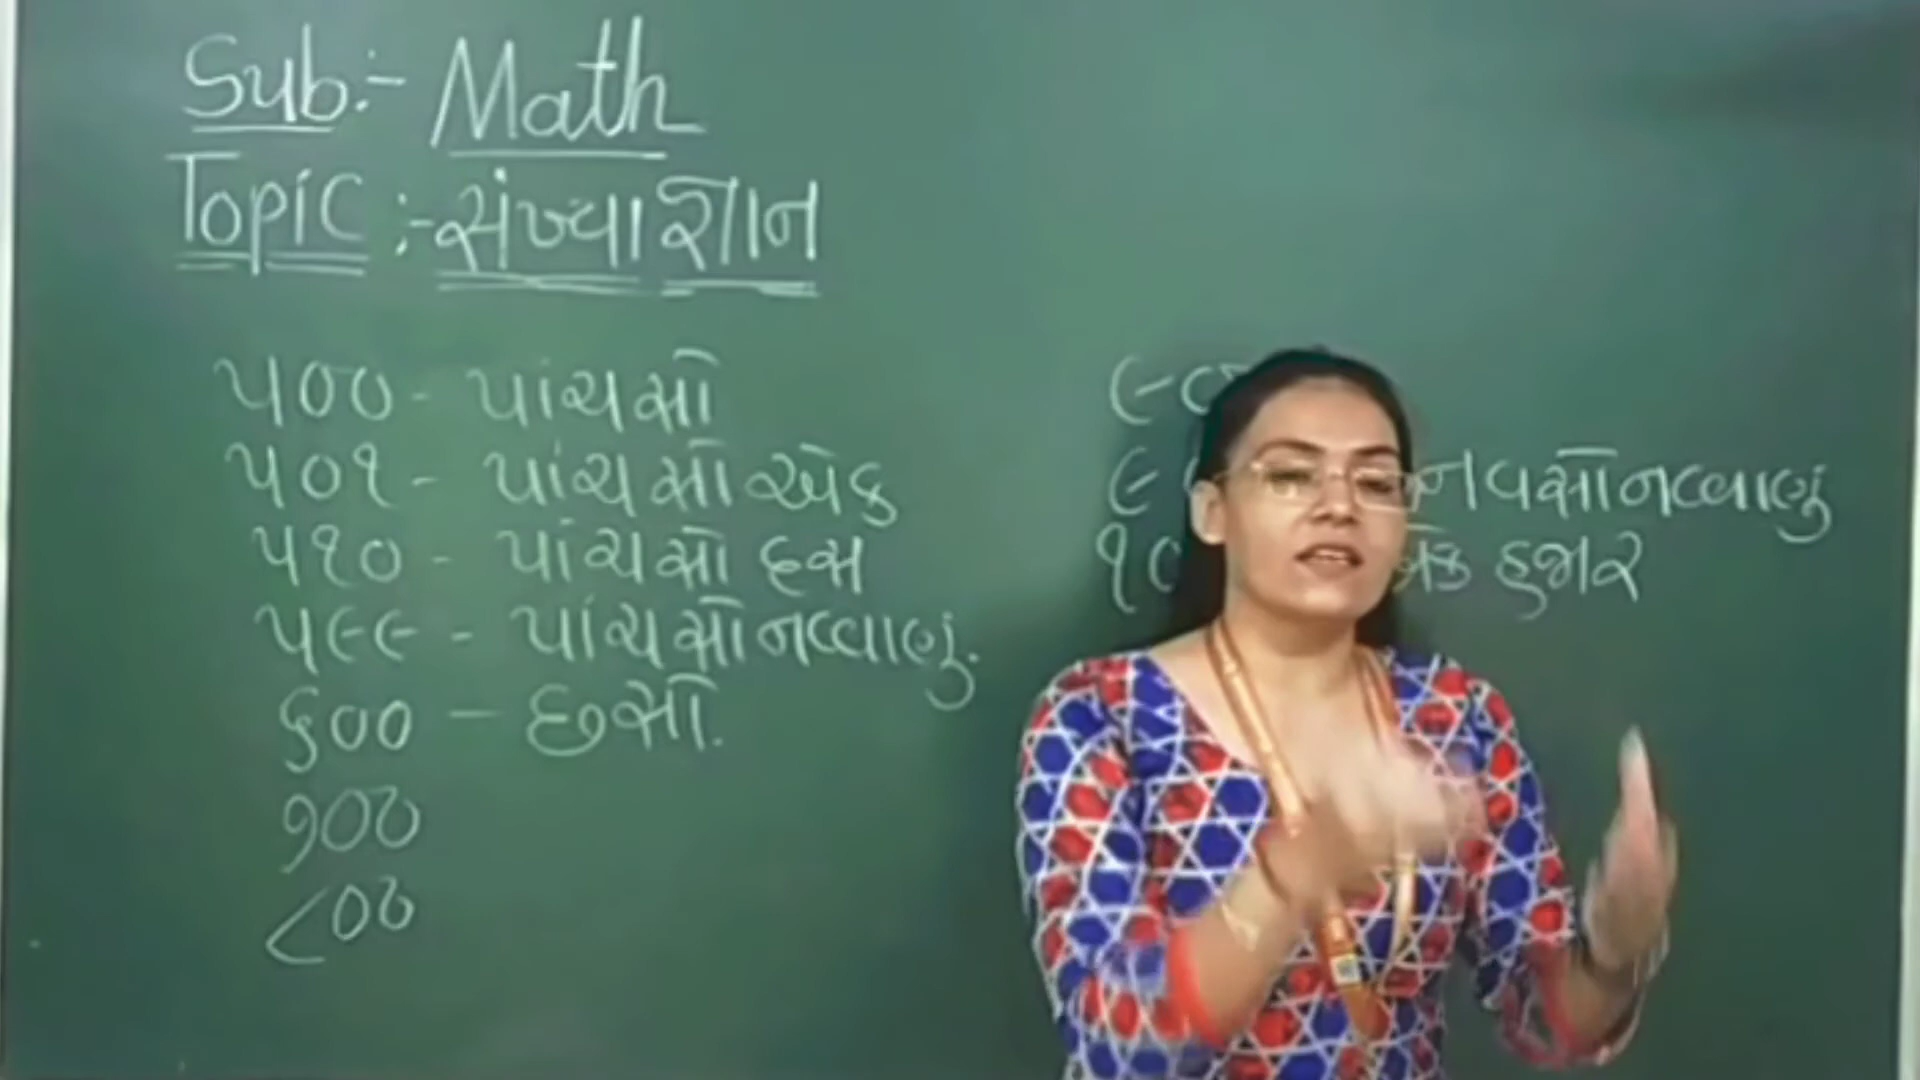 Sub:- Math
Topic :- સંખ્યાજ્ઞાન
૫૦૦ - પાંચસો
૫૦૧ - પાંચસો એક
૫૧૦ - પાંચસો દસ
૫૯૯ - પાંચસોનવ્વાણું.
૬૦૦ - છસો.
૭૦૦
૮૦૦
નવસોનવ્વાણું
હજાર